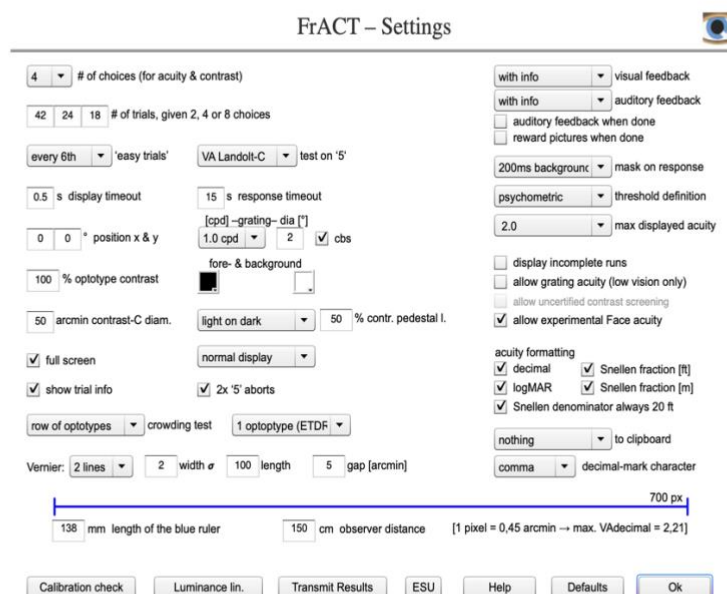 FrACT – Settings
4 # of choices (for acuity & contrast)
42 24 18 # of trials, given 2, 4 or 8 choices
every 6th 'easy trials' VA Landolt-C test on '5'
0.5 s display timeout 15 s response timeout
[cpd] –grating– dia [°]
0 0 ° position x & y 1.0 cpd 2 cbs
fore- & background
100 % optotype contrast
50 arcmin contrast-C diam. light on dark 50 % contr. pedestal l.
full screen normal display
show trial info 2x '5' aborts
row of optotypes crowding test 1 optoptype (ETDF
Vernier: 2 lines 2 width σ 100 length 5 gap [arcmin]
with info visual feedback
with info auditory feedback
auditory feedback when done
reward pictures when done
200ms background mask on response
psychometric threshold definition
2.0 max displayed acuity
display incomplete runs
allow grating acuity (low vision only)
allow uncertified contrast screening
allow experimental Face acuity
acuity formatting
decimal Snellen fraction [ft]
logMAR Snellen fraction [m]
Snellen denominator always 20 ft
nothing to clipboard
comma decimal-mark character
700 px
138 mm length of the blue ruler 150 cm observer distance [1 pixel = 0,45 arcmin → max. VAdecimal = 2,21]
Calibration check Luminance lin. Transmit Results ESU Help Defaults Ok